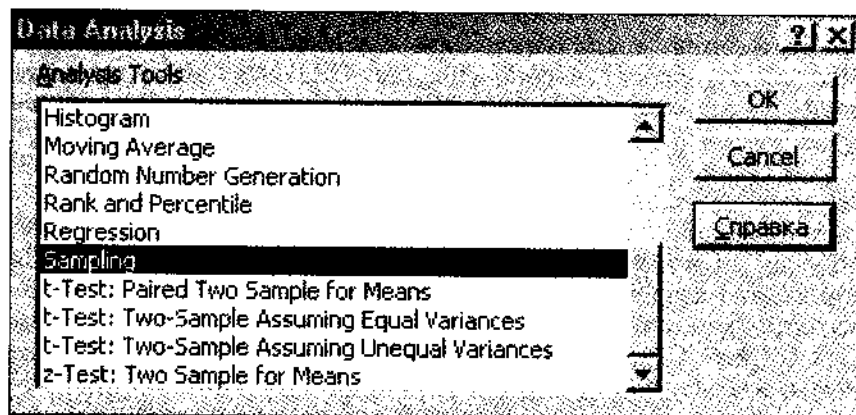 Data Analysis
? X
Analysis Tools
Histogram
Moving Average
Random Number Generation
Rank and Percentile
Regression
Sampling
t-Test: Paired Two Sample for Means
t-Test: Two-Sample Assuming Equal Variances
t-Test: Two-Sample Assuming Unequal Variances
z-Test: Two Sample for Means
OK
Cancel
Справка